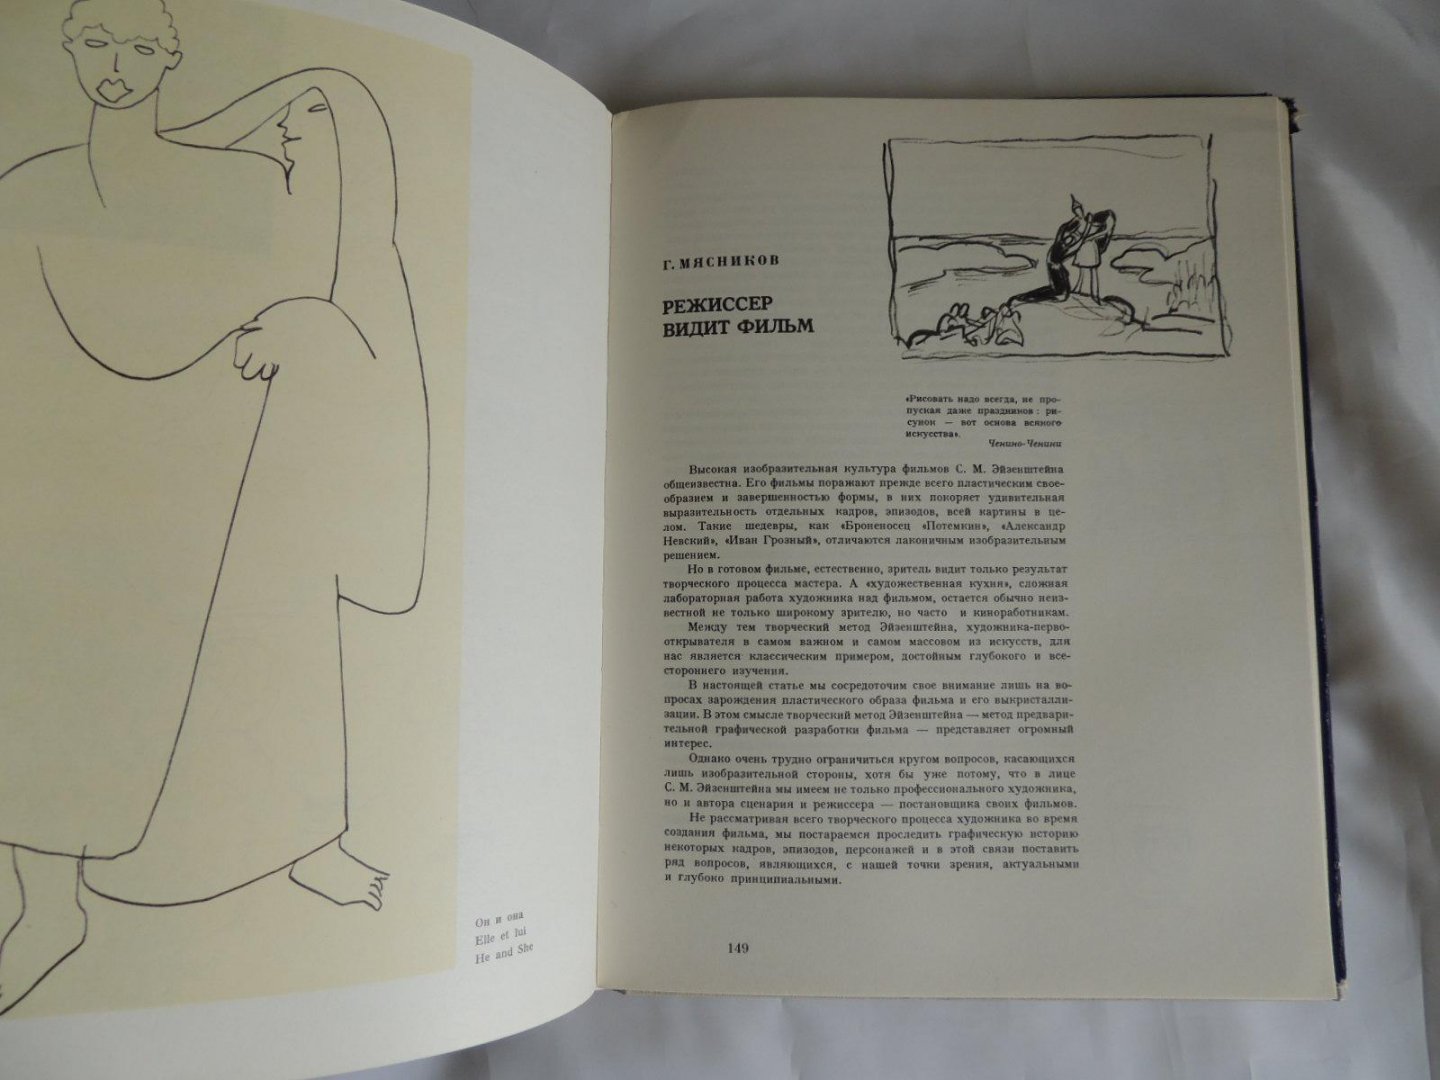 Он и она
Elle et lui
He and She
Г. МЯСНИКОВ
РЕЖИССЕР
ВИДИТ ФИЛЬМ
«Рисовать надо всегда, не про-
пуская даже праздников : ри-
сунок — вот основа всякого
искусства».
Ченино-Ченини
Высокая изобразительная культура фильмов С. М. Эйзенштейна
общеизвестна. Его фильмы поражают прежде всего пластическим свое-
образием и завершенностью формы, в них покоряет удивительная
выразительность отдельных кадров, эпизодов, всей картины в це-
лом. Такие шедевры, как «Броненосец «Потемкин», «Александр
Невский», «Иван Грозный», отличаются лаконичным изобразительным
решением.
Но в готовом фильме, естественно, зритель видит только результат
творческого процесса мастера. А «художественная кухня», сложная
лабораторная работа художника над фильмом, остается обычно неиз-
вестной не только широкому зрителю, но часто и киноработникам.
Между тем творческий метод Эйзенштейна, художника-перво-
открывателя в самом важном и самом массовом из искусств, для
нас является классическим примером, достойным глубокого и все-
стороннего изучения.
В настоящей статье мы сосредоточим свое внимание лишь на во-
просах зарождения пластического образа фильма и его выкристалли-
зации. В этом смысле творческий метод Эйзенштейна — метод предвари-
тельной графической разработки фильма — представляет огромный
интерес.
Однако очень трудно ограничиться кругом вопросов, касающихся
лишь изобразительной стороны, хотя бы уже потому, что в лице
С. М. Эйзенштейна мы имеем не только профессионального художника,
но и автора сценария и режиссера — постановщика своих фильмов.
Не рассматривая всего творческого процесса художника во время
создания фильма, мы постараемся проследить графическую историю
некоторых кадров, эпизодов, персонажей и в этой связи поставить
ряд вопросов, являющихся, с нашей точки зрения, актуальными
и глубоко принципиальными.
149